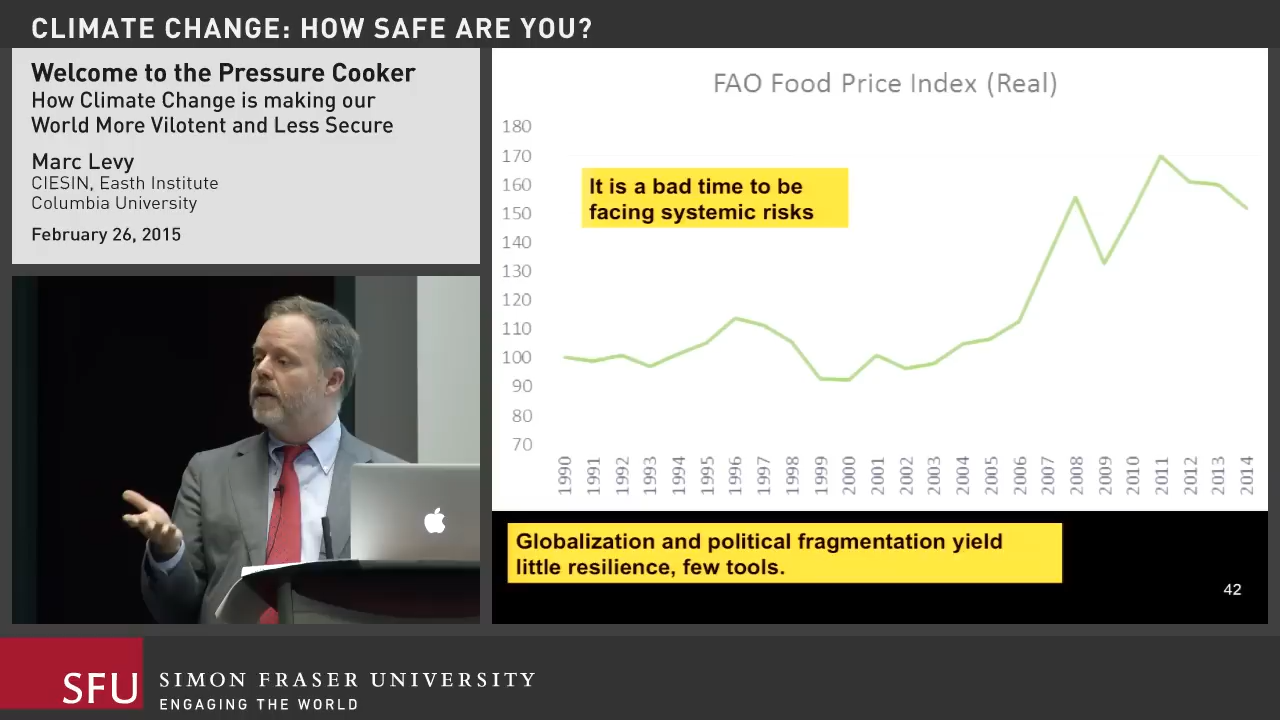 CLIMATE CHANGE: HOW SAFE ARE YOU?
Welcome to the Pressure Cooker
How Climate Change is making our
World More Vilotent and Less Secure
Marc Levy
CIESIN, Easth Institute
Columbia University
February 26, 2015
FAO Food Price Index (Real)
180
170
160
150
140
130
120
110
100
90
80
70
It is a bad time to be
facing systemic risks
1990 1991 1992 1993 1994 1995 1996 1997 1998 1999 2000 2001 2002 2003 2004 2005 2006 2007 2008 2009 2010 2011 2012 2013 2014
Globalization and political fragmentation yield
little resilience, few tools.
42
SFU SIMON FRASER UNIVERSITY
ENGAGING THE WORLD